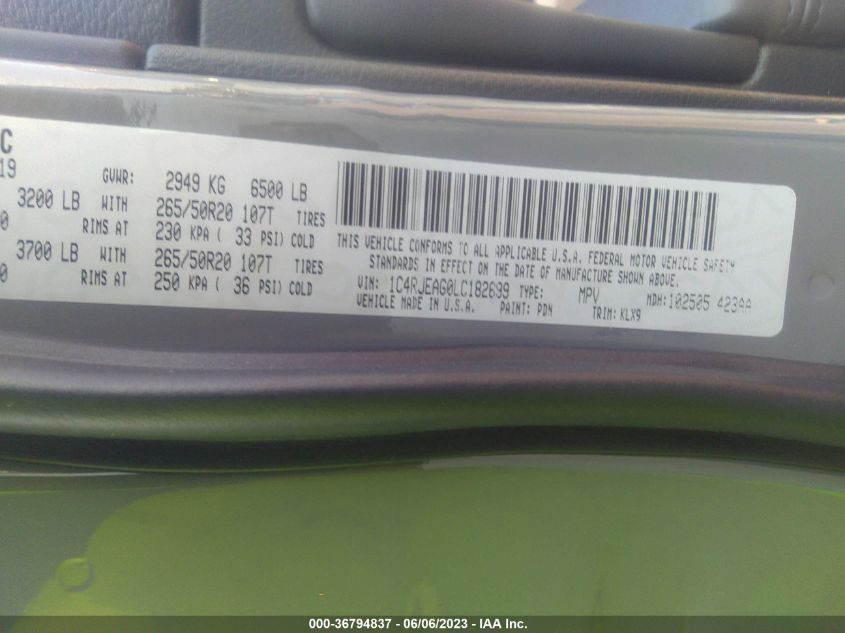 C
19
GVWR: 2949 KG 6500 LB
3200 LB WITH 265/50R20 107T TIRES
0 RIMS AT 230 KPA ( 33 PSI) COLD
3700 LB WITH 265/50R20 107T TIRES
0 RIMS AT 250 KPA ( 36 PSI) COLD
THIS VEHICLE CONFORMS TO ALL APPLICABLE U.S.A. FEDERAL MOTOR VEHICLE SAFETY
STANDARDS IN EFFECT ON THE DATE OF MANUFACTURE SHOWN ABOVE.
VIN: 1C4RJEAG0LC182699 TYPE: MPV MDH: 102505 423AA
VEHICLE MADE IN U.S.A. PAINT: PDN TRIM: KLX9
000-36794837 - 06/06/2023 - IAA Inc.